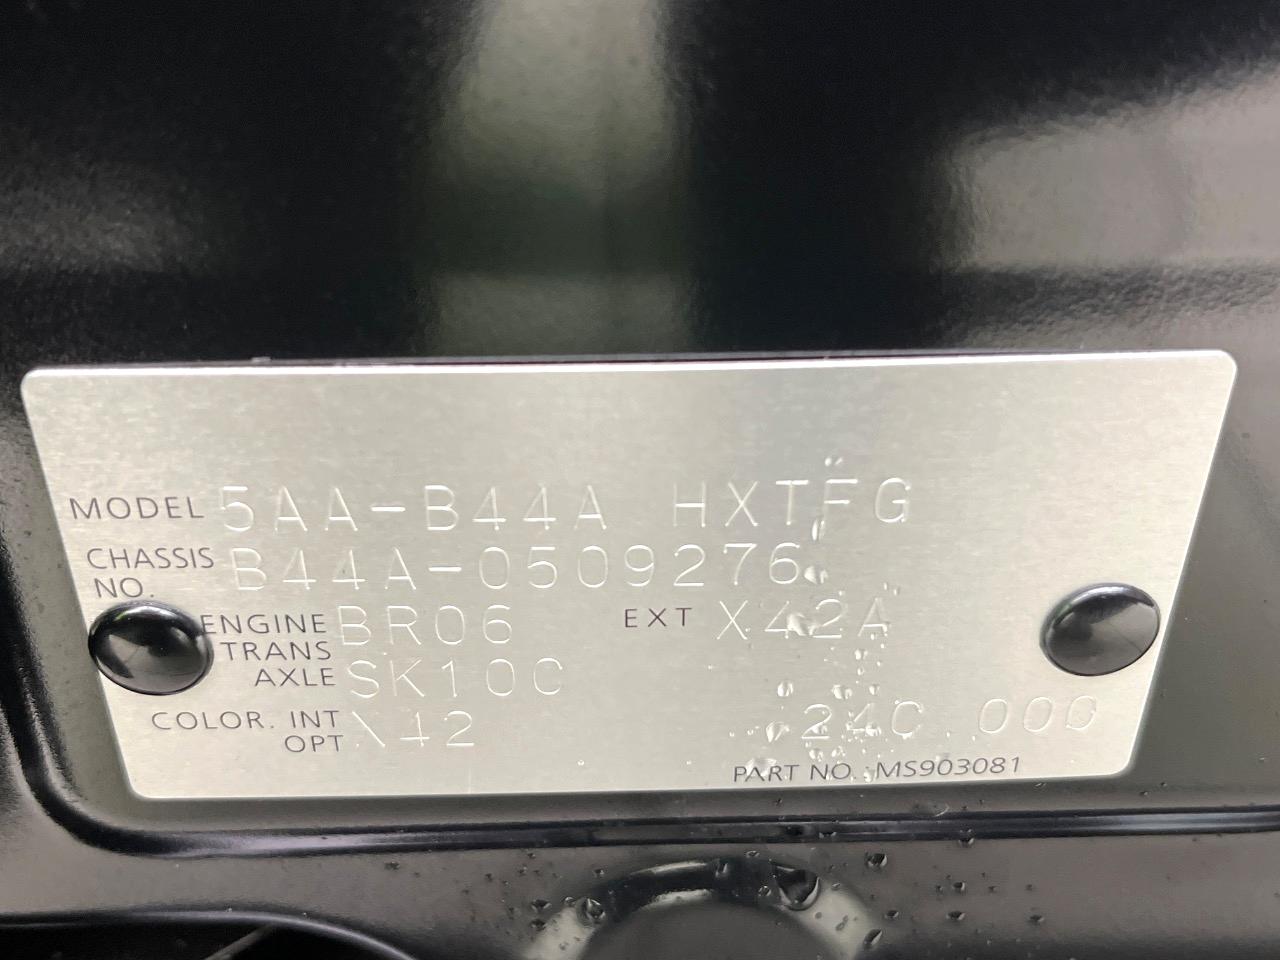 MODEL 5AA-B44A HXTFG
CHASSIS NO. B44A-0509276
ENGINE BR06 EXT X42A
TRANS AXLE SK10C
COLOR. INT OPT \42 24C 000
PART NO. MS903081